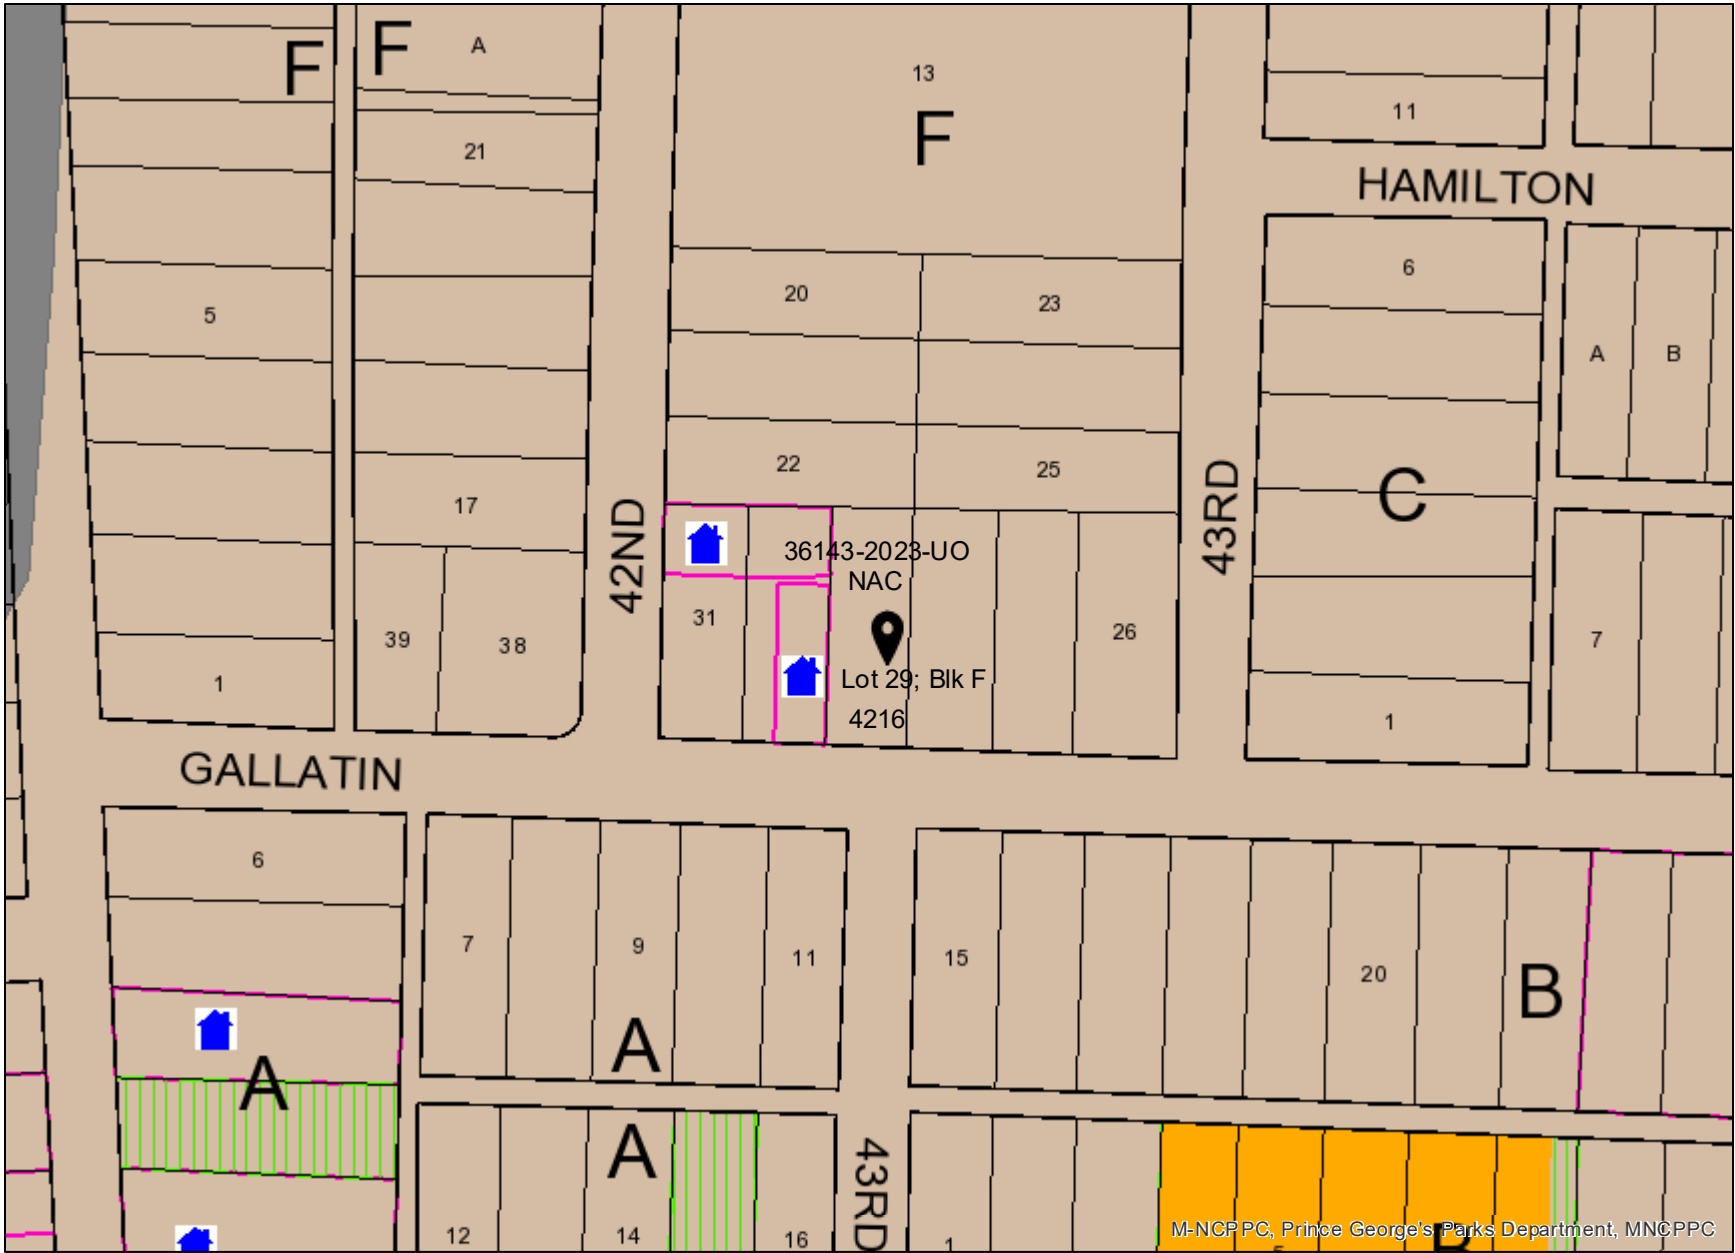 F
F
A
13
F
11
21
HAMILTON
6
20
23
5
A
B
22
25
17
C
42ND
43RD
36143-2023-UO
NAC
31
26
39
38
7
Lot 29; Blk F
1
4216
1
GALLATIN
6
7
9
11
15
20
B
A
A
A
43RD
12
14
16
1
5
B
M-NCPPC, Prince George's Parks Department, MNCPPC